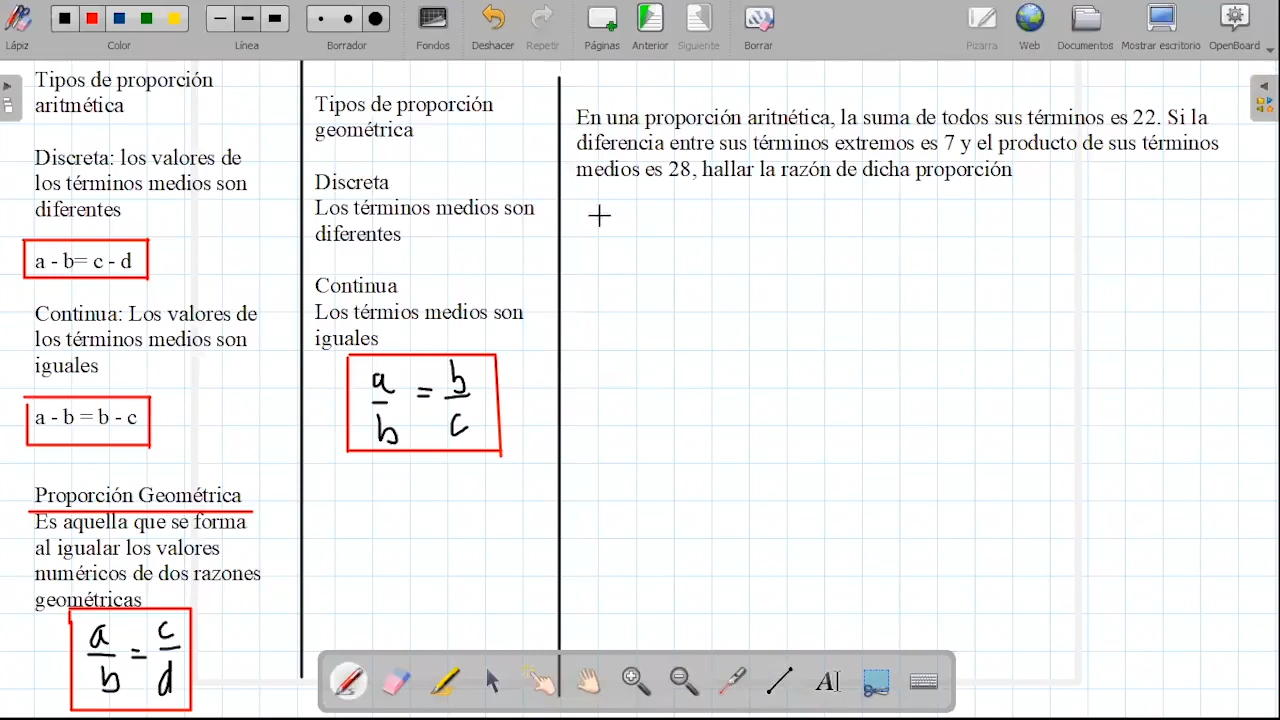 Lápiz
Color
Línea
Borrador
Fondos
Deshacer
Repetir
Páginas
Anterior
Siguiente
Borrar
Pizarra
Web
Documentos
Mostrar escritorio
OpenBoard
Tipos de proporción
aritmética
Discreta: los valores de
los términos medios son
diferentes
a - b= c - d
Continua: Los valores de
los términos medios son
iguales
a - b = b - c
Proporción Geométrica
Es aquella que se forma
al igualar los valores
numéricos de dos razones
geométricas
a/b = c/d
Tipos de proporción
geométrica
Discreta
Los términos medios son
diferentes
Continua
Los térmios medios son
iguales
a/b = b/c
En una proporción aritnética, la suma de todos sus términos es 22. Si la
diferencia entre sus términos extremos es 7 y el producto de sus términos
medios es 28, hallar la razón de dicha proporción